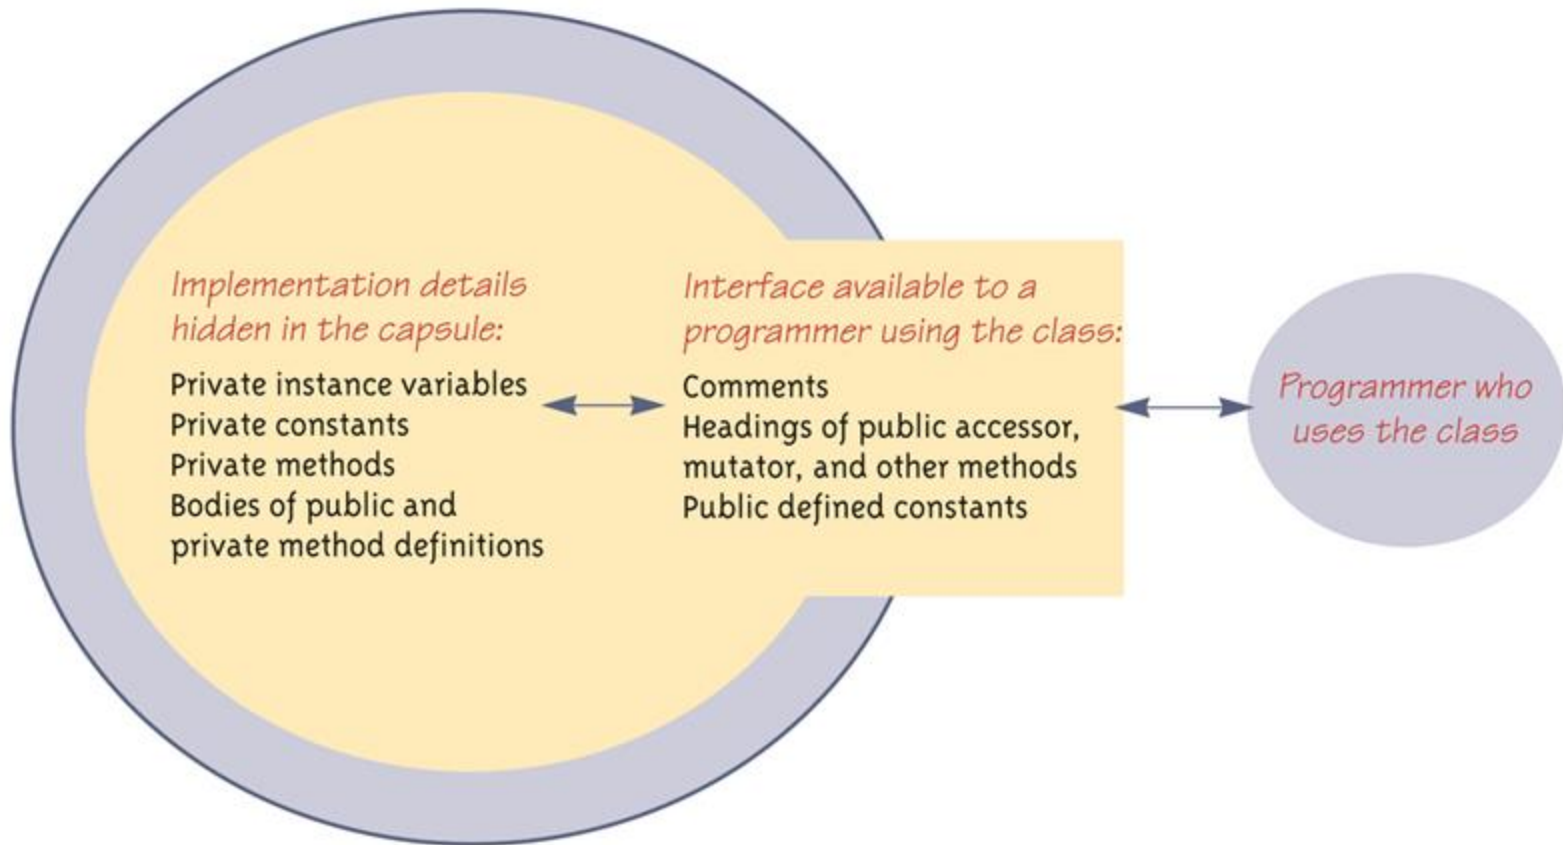 Implementation details
hidden in the capsule:
Private instance variables
Private constants
Private methods
Bodies of public and
private method definitions
Interface available to a
programmer using the class:
Comments
Headings of public accessor,
mutator, and other methods
Public defined constants
Programmer who
uses the class